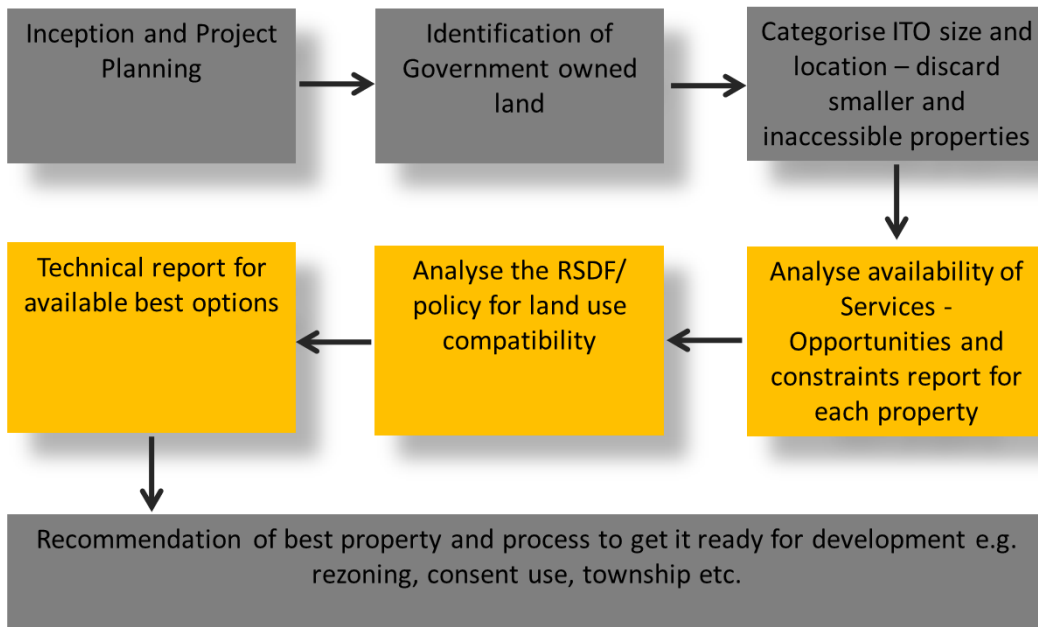 Inception and Project
Planning
Identification of
Government owned
land
Categorise ITO size and
location – discard
smaller and
inaccessible properties
Analyse availability of
Services -
Opportunities and
constraints report for
each property
Analyse the RSDF/
policy for land use
compatibility
Technical report for
available best options
Recommendation of best property and process to get it ready for development e.g.
rezoning, consent use, township etc.